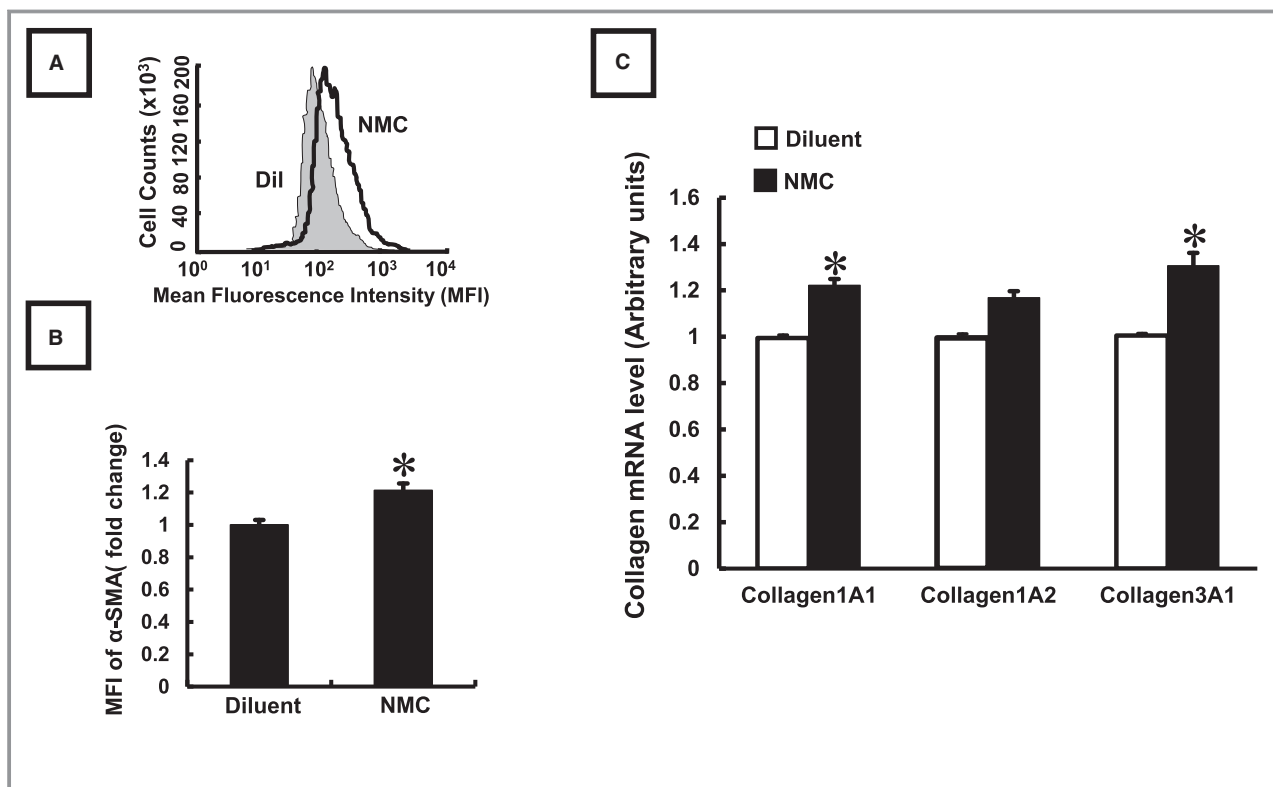 A
Cell Counts (x10³)
0 40 80 120 160 200
Dil
NMC
10⁰ 10¹ 10² 10³ 10⁴
Mean Fluorescence Intensity (MFI)
B
MFI of α-SMA( fold change)
1.4
1.2
1
0.8
0.6
0.4
0.2
0
*
Diluent NMC
C
Diluent
NMC
Collagen mRNA level (Arbitrary units)
1.6
1.4
1.2
1
0.8
0.6
0.4
0.2
0
* *
Collagen1A1 Collagen1A2 Collagen3A1